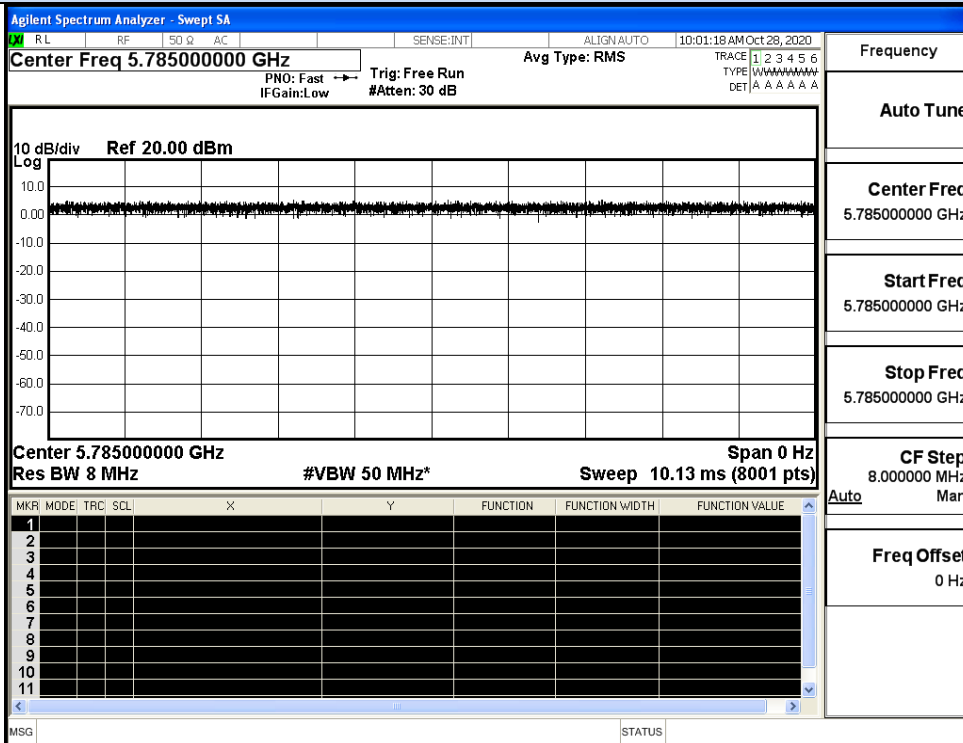 Agilent Spectrum Analyzer - Swept SA
LXI RL RF 50 Ω AC SENSE:INT ALIGN AUTO 10:01:18 AM Oct 28, 2020
Center Freq 5.785000000 GHz Avg Type: RMS TRACE 1 2 3 4 5 6
PNO: Fast Trig: Free Run TYPE WWWWWW
IFGain:Low #Atten: 30 dB DET A A A A A A
10 dB/div Ref 20.00 dBm
Log
10.0
0.00
-10.0
-20.0
-30.0
-40.0
-50.0
-60.0
-70.0
Center 5.785000000 GHz Span 0 Hz
Res BW 8 MHz #VBW 50 MHz* Sweep 10.13 ms (8001 pts)
MKR MODE TRC SCL X Y FUNCTION FUNCTION WIDTH FUNCTION VALUE
1
2
3
4
5
6
7
8
9
10
11
MSG STATUS
Frequency
Auto Tune
Center Freq
5.785000000 GHz
Start Freq
5.785000000 GHz
Stop Freq
5.785000000 GHz
CF Step
8.000000 MHz
Auto Man
Freq Offset
0 Hz